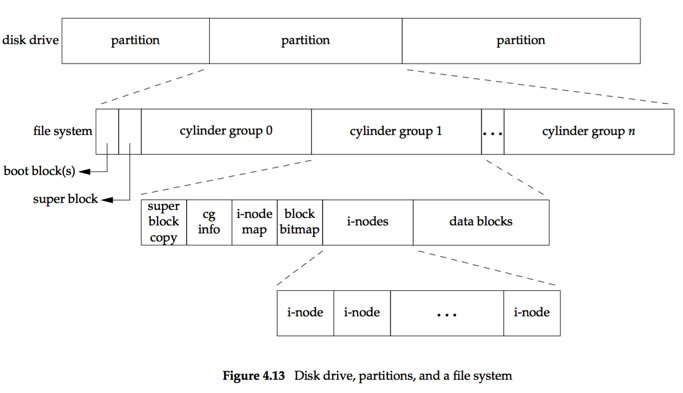 disk drive
partition
partition
partition
file system
cylinder group 0
cylinder group 1
...
cylinder group n
boot block(s)
super block
super
block
copy
cg
info
i-node
map
block
bitmap
i-nodes
data blocks
i-node
i-node
...
i-node
Figure 4.13 Disk drive, partitions, and a file system